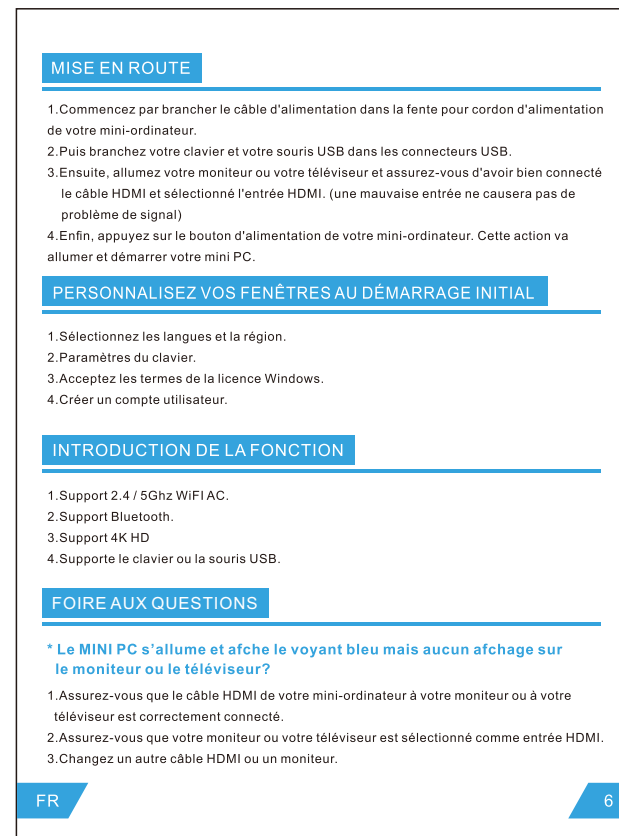 MISE EN ROUTE
1.Commencez par brancher le câble d'alimentation dans la fente pour cordon d'alimentation
de votre mini-ordinateur.
2.Puis branchez votre clavier et votre souris USB dans les connecteurs USB.
3.Ensuite, allumez votre moniteur ou votre téléviseur et assurez-vous d'avoir bien connecté
le câble HDMI et sélectionné l'entrée HDMI. (une mauvaise entrée ne causera pas de
problème de signal)
4.Enfin, appuyez sur le bouton d'alimentation de votre mini-ordinateur. Cette action va
allumer et démarrer votre mini PC.
PERSONNALISEZ VOS FENÊTRES AU DÉMARRAGE INITIAL
1.Sélectionnez les langues et la région.
2.Paramètres du clavier.
3.Acceptez les termes de la licence Windows.
4.Créer un compte utilisateur.
INTRODUCTION DE LA FONCTION
1.Support 2.4 / 5Ghz WiFI AC.
2.Support Bluetooth.
3.Support 4K HD
4.Supporte le clavier ou la souris USB.
FOIRE AUX QUESTIONS
* Le MINI PC s’allume et afche le voyant bleu mais aucun afchage sur
le moniteur ou le téléviseur?
1.Assurez-vous que le câble HDMI de votre mini-ordinateur à votre moniteur ou à votre
téléviseur est correctement connecté.
2.Assurez-vous que votre moniteur ou votre téléviseur est sélectionné comme entrée HDMI.
3.Changez un autre câble HDMI ou un moniteur.
FR
6